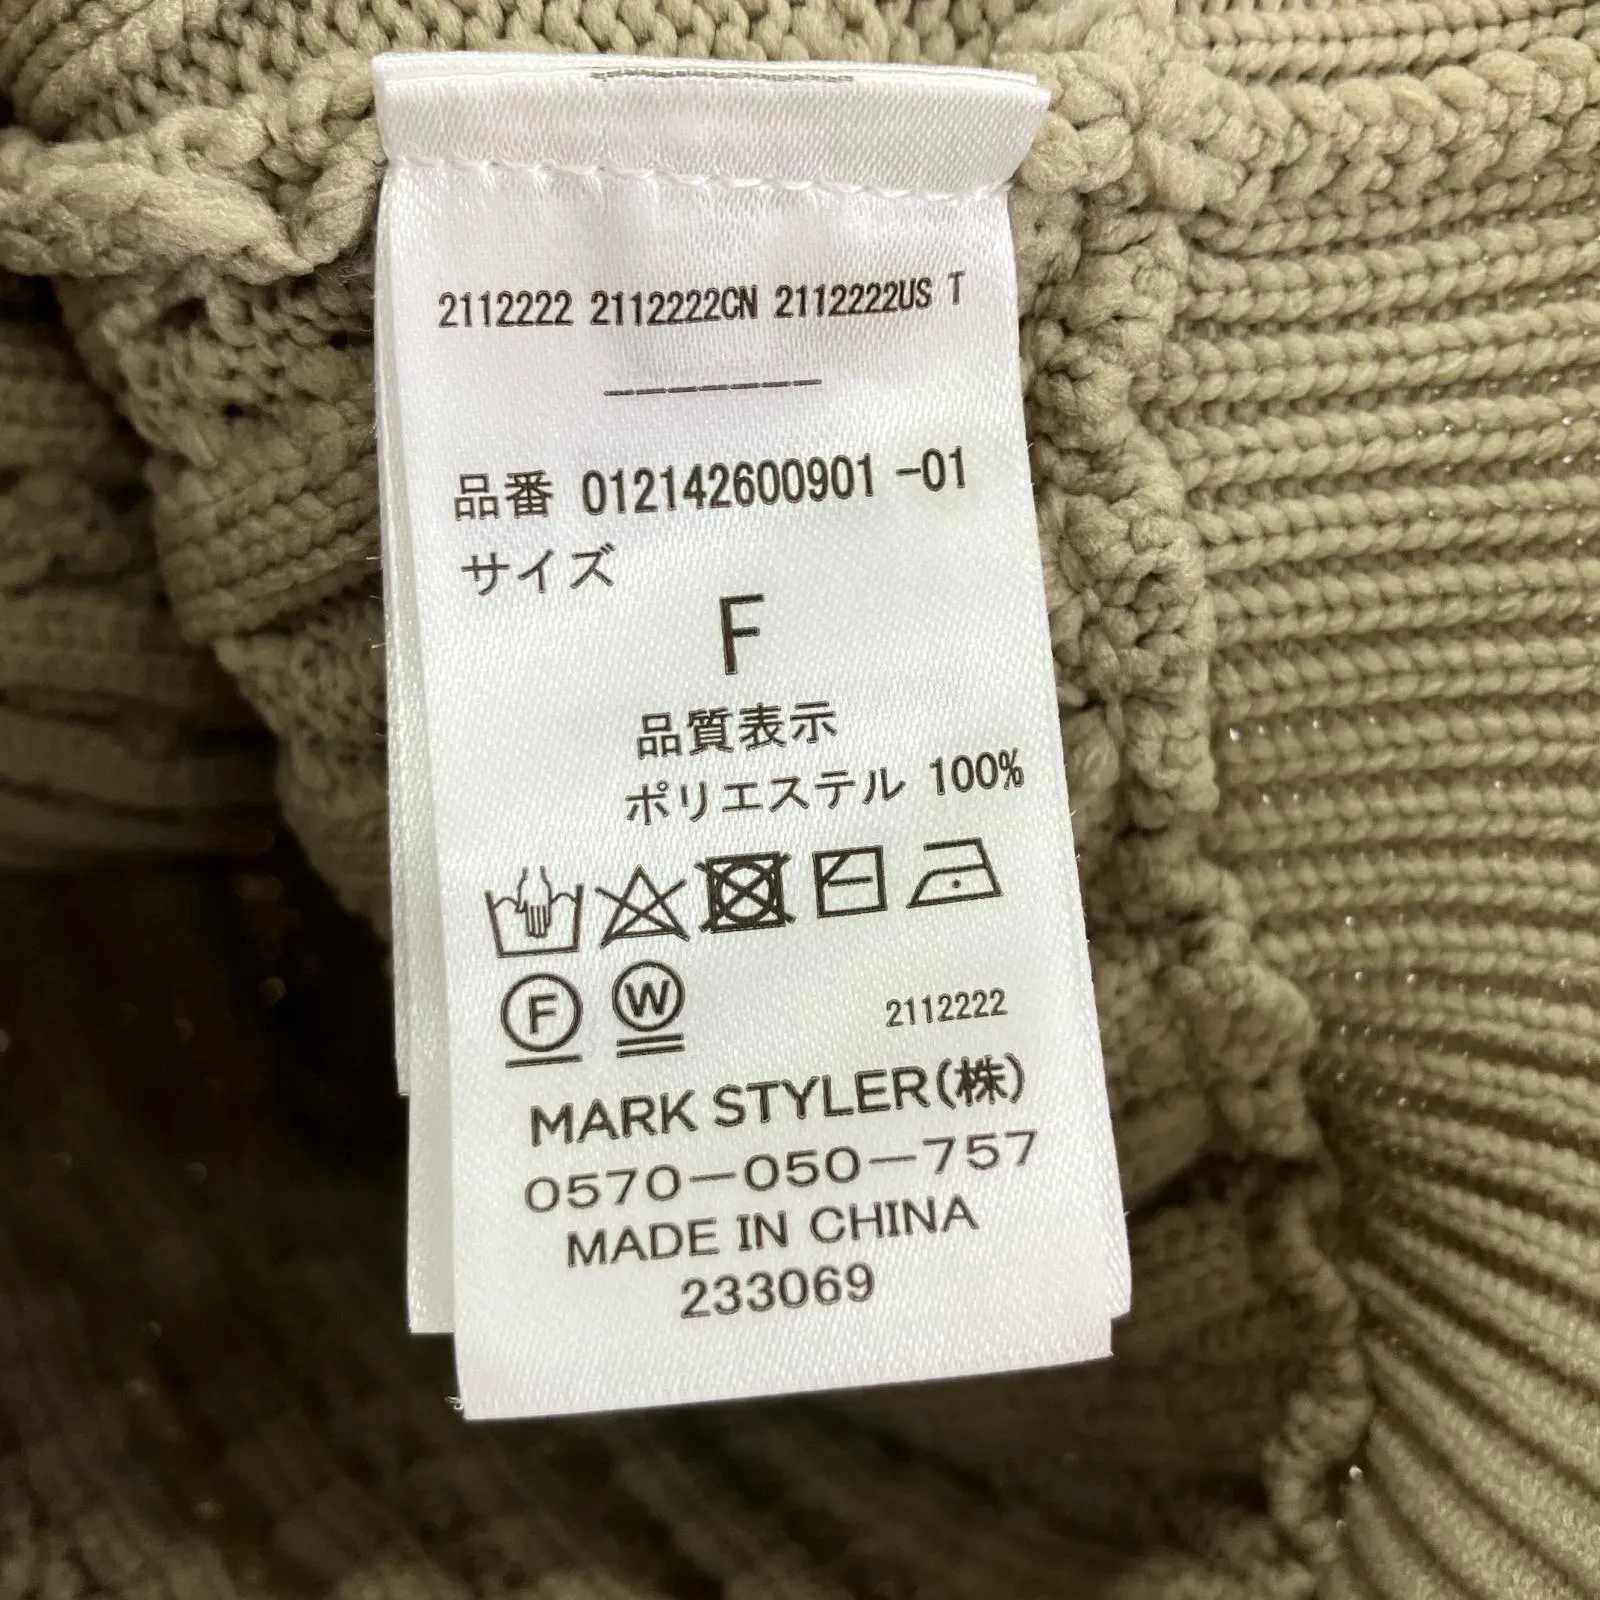 2112222 2112222CN 2112222US T
-------
品番 012142600901 -01
サイズ
F
品質表示
ポリエステル 100%
F W
2112222
MARK STYLER(株)
0570-050-757
MADE IN CHINA
233069